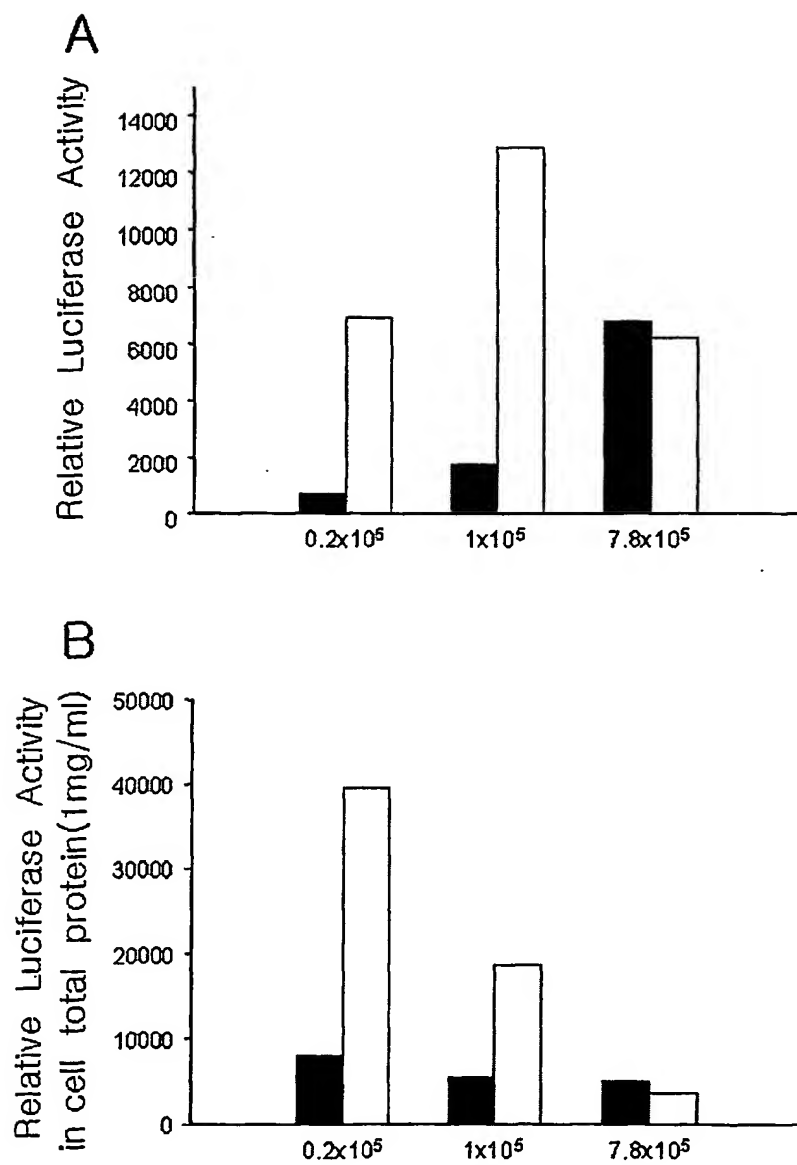 A
Relative Luciferase Activity
14000
12000
10000
8000
6000
4000
2000
0
0.2x10⁵ 1x10⁵ 7.8x10⁵
B
Relative Luciferase Activity
in cell total protein(1mg/ml)
50000
40000
30000
20000
10000
0
0.2x10⁵ 1x10⁵ 7.8x10⁵